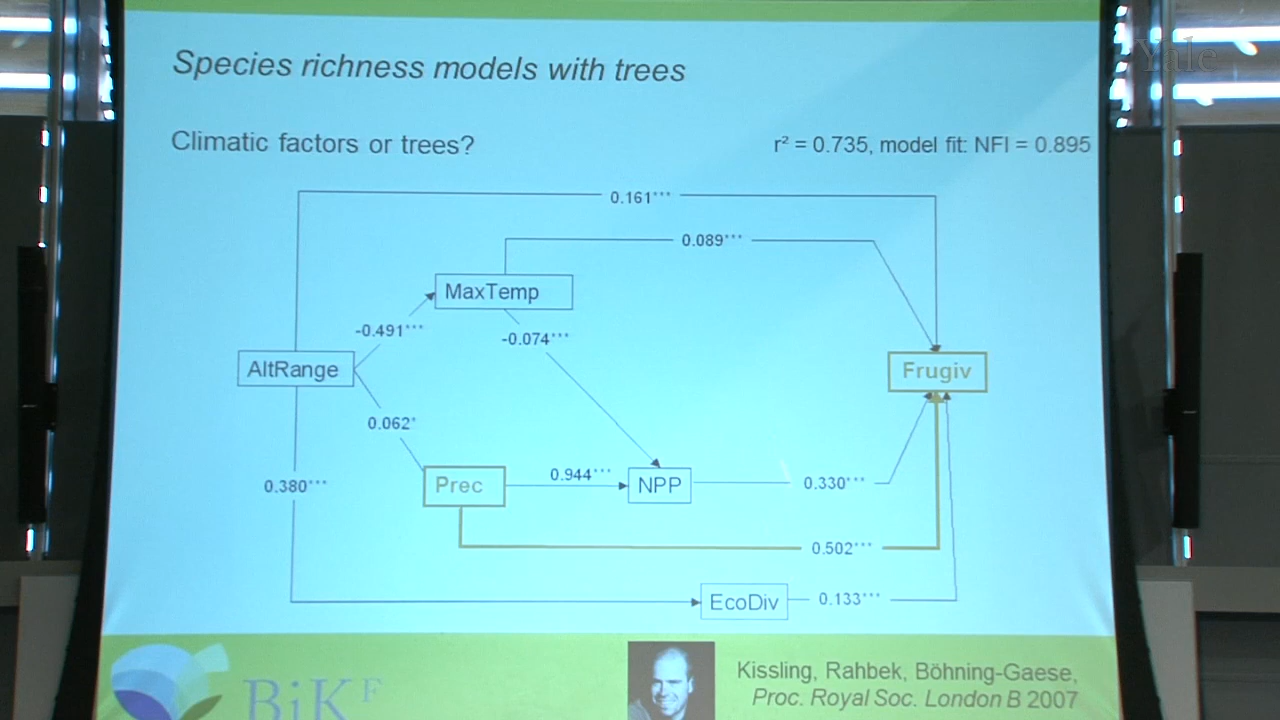 Yale
Species richness models with trees
Climatic factors or trees?
r² = 0.735, model fit: NFI = 0.895
0.161***
0.089***
MaxTemp
-0.491***
-0.074***
AltRange
Frugiv
0.062*
0.380***
Prec
0.944***
NPP
0.330***
0.502***
EcoDiv
0.133***
BiK F
Kissling, Rahbek, Böhning-Gaese,
Proc. Royal Soc. London B 2007